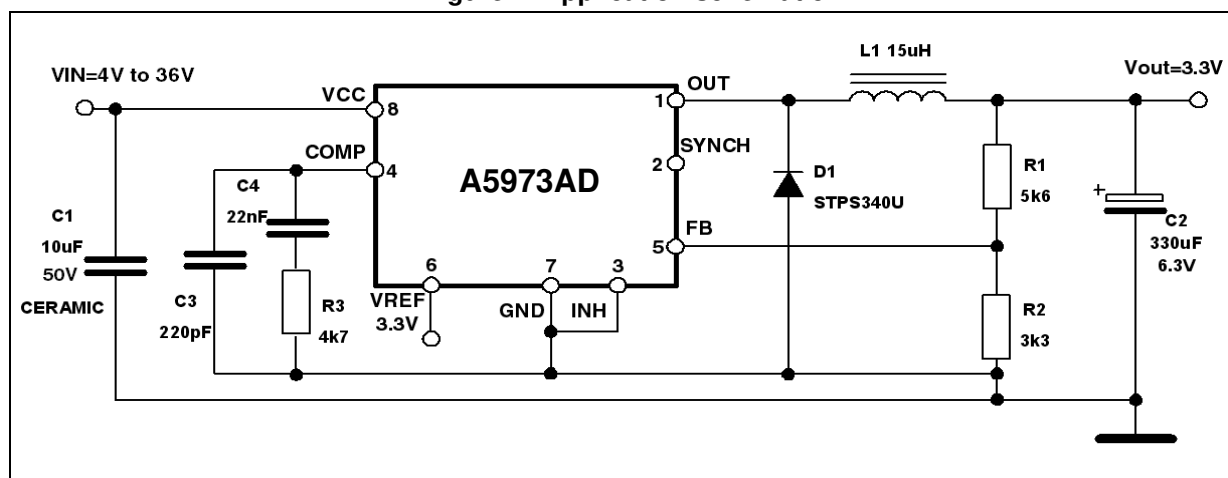 VIN=4V to 36V
VCC
8
COMP
4
A5973AD
1
OUT
2
SYNCH
5
FB
6
VREF
3.3V
7
GND
3
INH
C1
10uF
50V
CERAMIC
C4
22nF
C3
220pF
R3
4k7
L1 15uH
D1
STPS340U
Vout=3.3V
R1
5k6
R2
3k3
+
C2
330uF
6.3V